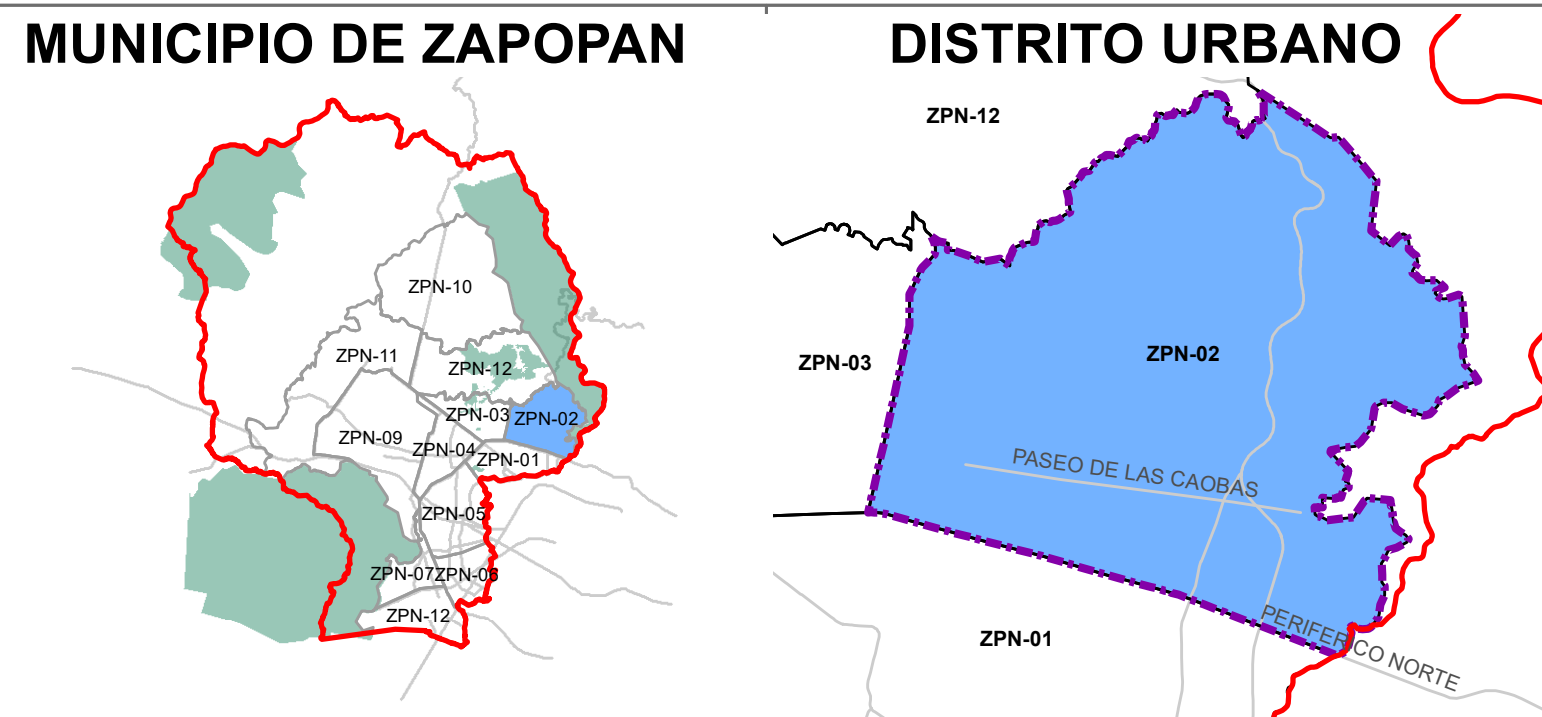 MUNICIPIO DE ZAPOPAN
ZPN-10
ZPN-11
ZPN-12
ZPN-03
ZPN-02
ZPN-09
ZPN-04
ZPN-01
ZPN-05
ZPN-07
ZPN-06
ZPN-12
DISTRITO URBANO
ZPN-12
ZPN-03
ZPN-02
PASEO DE LAS CAOBAS
ZPN-01
PERIFERICO NORTE